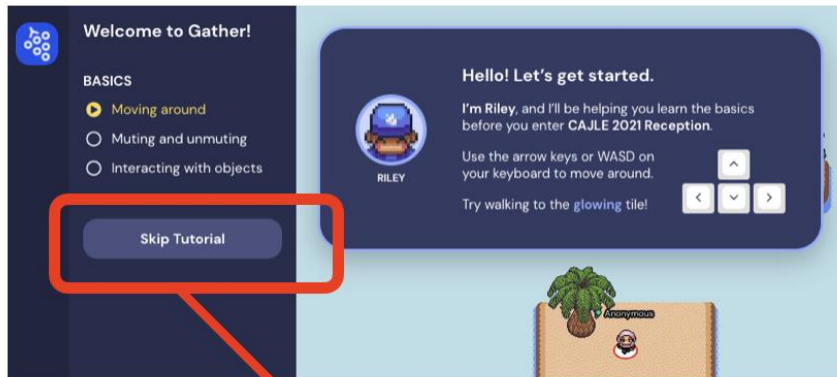 Welcome to Gather!
BASICS
Moving around
Muting and unmuting
Interacting with objects
Skip Tutorial
Hello! Let's get started.
I'm Riley, and I'll be helping you learn the basics
before you enter CAJLE 2021 Reception.
Use the arrow keys or WASD on
your keyboard to move around.
Try walking to the glowing tile!
RILEY
Anonymous